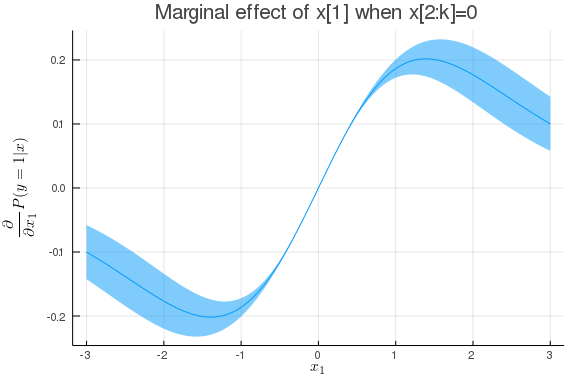 Marginal effect of x[1] when x[2:k]=0
∂/∂x₁ P(y = 1|x)
0.2
0.1
0.0
-0.1
-0.2
-3 -2 -1 0 1 2 3
x₁